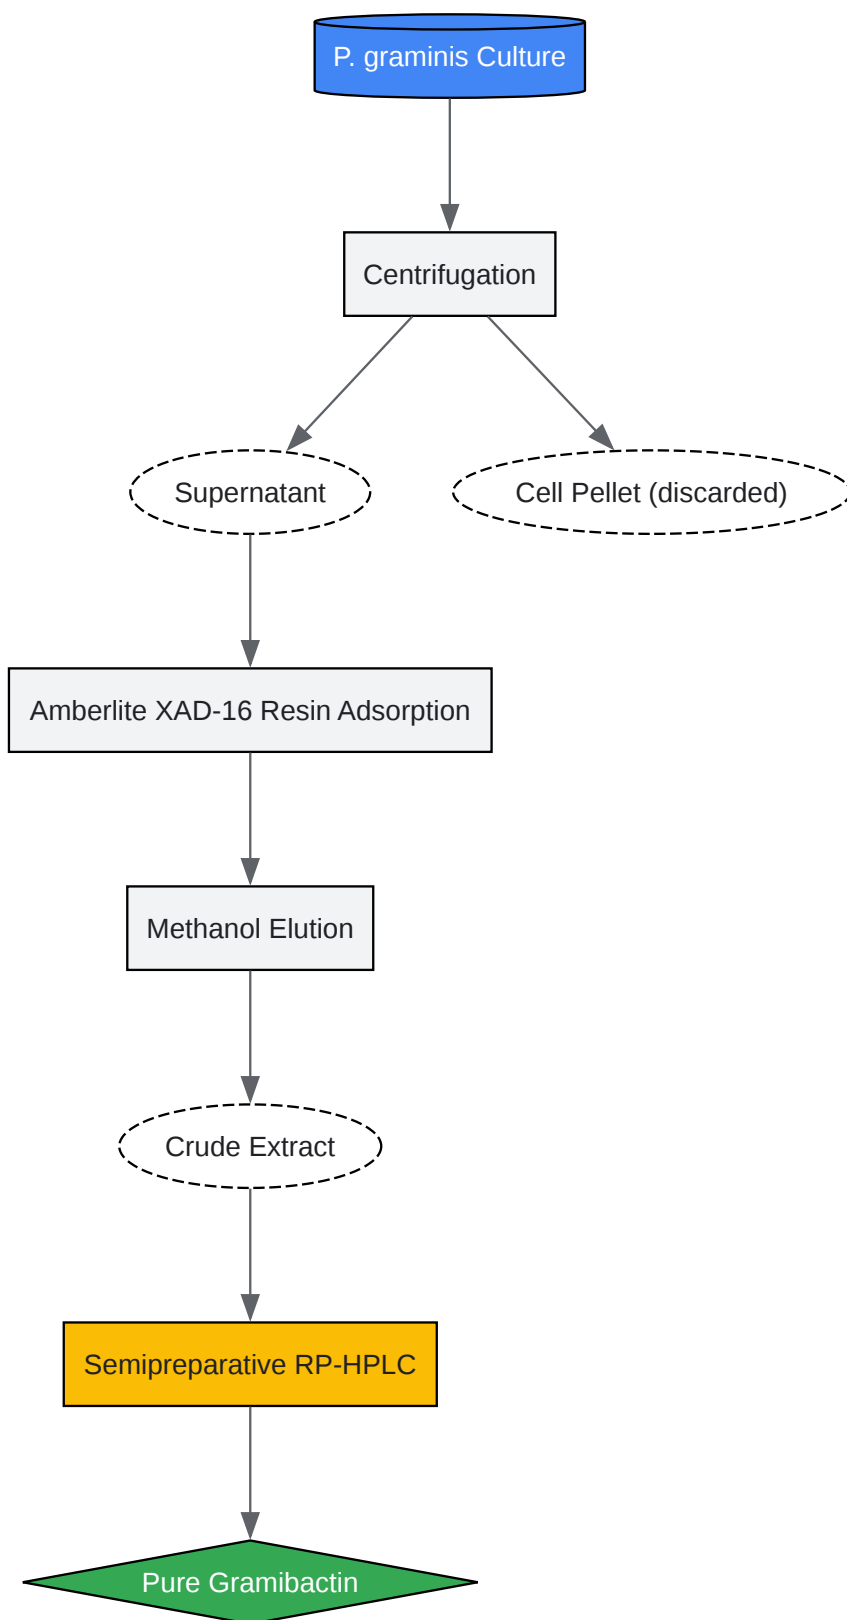 P. graminis Culture
Centrifugation
Supernatant
Cell Pellet (discarded)
Amberlite XAD-16 Resin Adsorption
Methanol Elution
Crude Extract
Semipreparative RP-HPLC
Pure Gramibactin